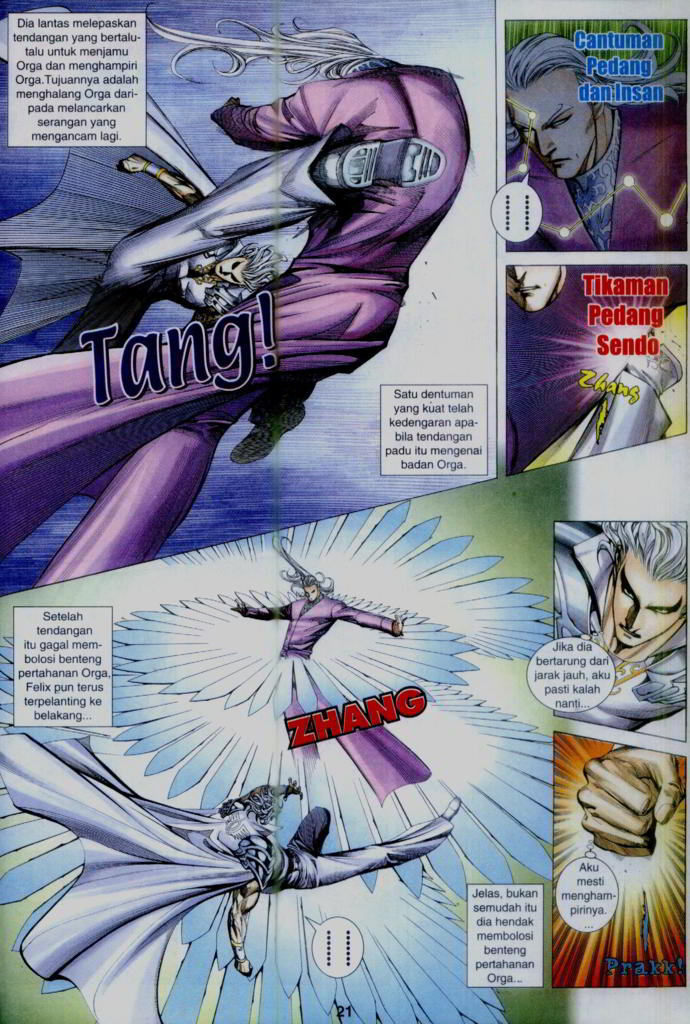 Dia lantas melepaskan
tendangan yang bertalu-
talu untuk menjamu
Orga dan menghampiri
Orga.Tujuannya adalah
menghalang Orga dari-
pada melancarkan
serangan yang
mengancam lagi.
Cantuman
Pedang
dan Insan
Tikaman
Pedang
Sendo
Zhang
Tang!
Satu dentuman
yang kuat telah
kedengaran apa-
bila tendangan
padu itu mengenai
badan Orga.
Setelah
tendangan
itu gagal mem-
bolosi benteng
pertahanan Orga,
Felix pun terus
terpelanting ke
belakang...
ZHANG
Jika dia
bertarung dari
jarak jauh, aku
pasti kalah
nanti...
Aku
mesti
mengham-
pirinya.
...
Prakk!
Jelas, bukan
semudah itu
dia hendak
membolosi
benteng
pertahanan
Orga...
21